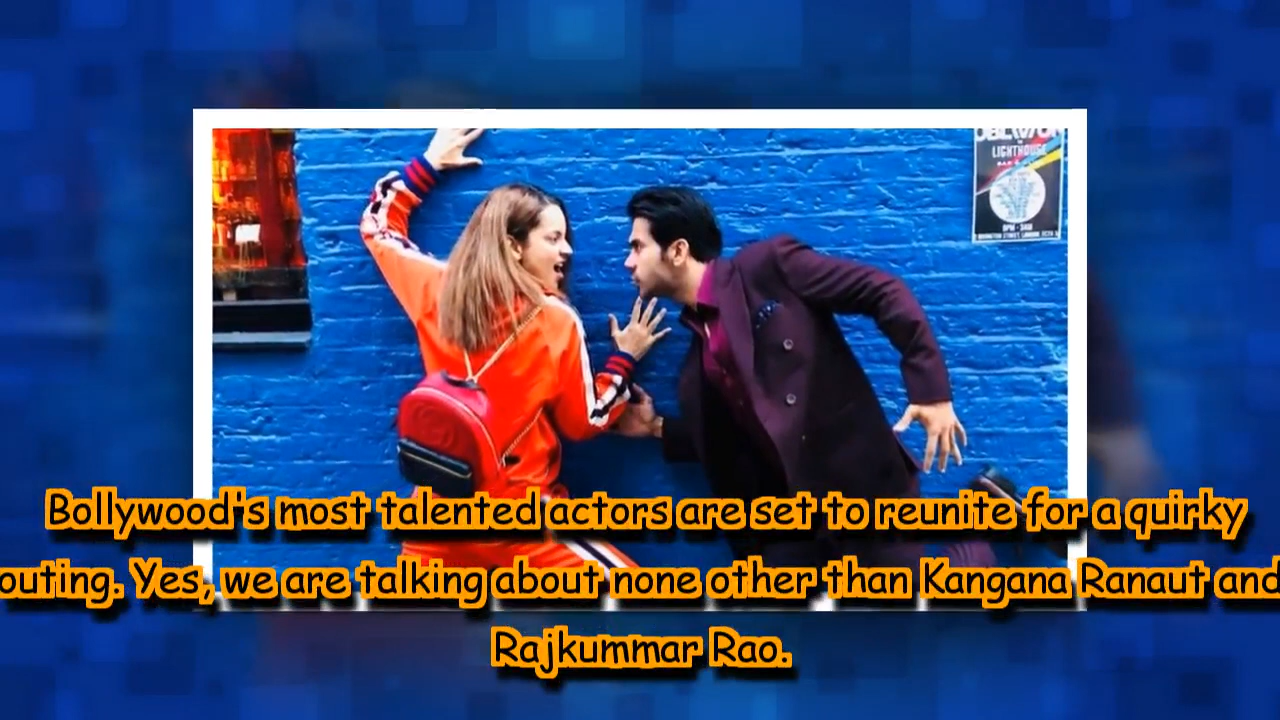 LIGHTHOUSE
Bollywood's most talented actors are set to reunite for a quirky
outing. Yes, we are talking about none other than Kangana Ranaut and
Rajkummar Rao.